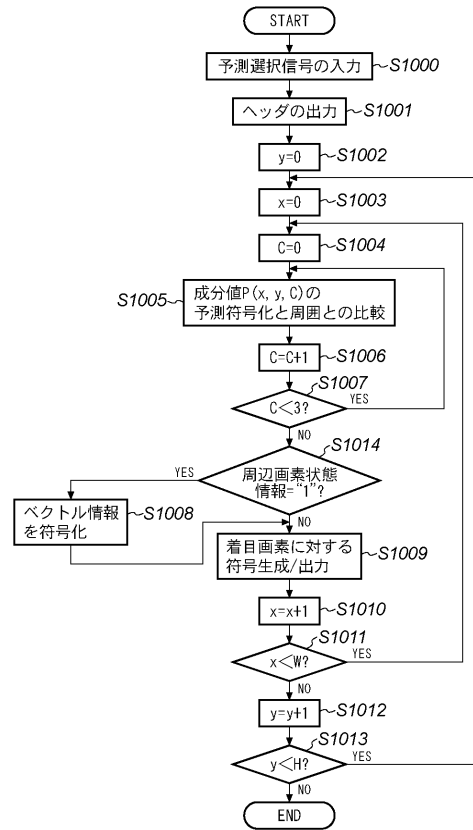 START
予測選択信号の入力
S1000
ヘッダの出力
S1001
y=0
S1002
x=0
S1003
C=0
S1004
S1005
成分値P(x, y, C)の
予測符号化と周囲との比較
C=C+1
S1006
S1007
C<3?
YES
NO
S1014
YES
周辺画素状態
情報=“1”?
ベクトル情報
を符号化
S1008
NO
着目画素に対する
符号生成/出力
S1009
x=x+1
S1010
S1011
x<W?
YES
NO
y=y+1
S1012
S1013
y<H?
YES
NO
END